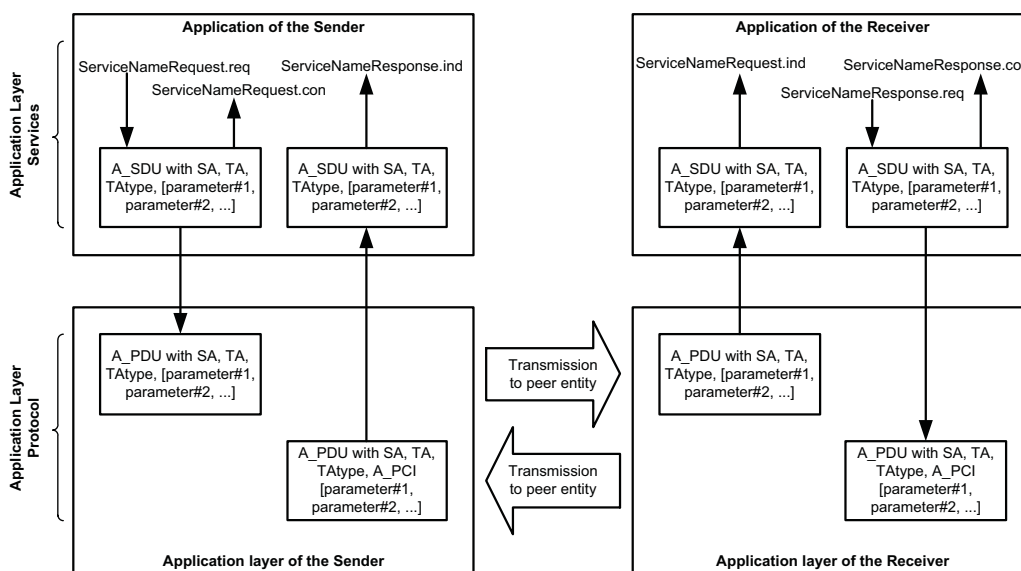 Application of the Sender
ServiceNameRequest.req
ServiceNameRequest.con
ServiceNameResponse.ind
A_SDU with SA, TA,
TAtype, [parameter#1,
parameter#2, ...]
A_SDU with SA, TA,
TAtype, [parameter#1,
parameter#2, ...]
Application of the Receiver
ServiceNameRequest.ind
ServiceNameResponse.co
ServiceNameResponse.req
A_SDU with SA, TA,
TAtype, [parameter#1,
parameter#2, ...]
A_SDU with SA, TA,
TAtype, [parameter#1,
parameter#2, ...]
Application Layer
Services
Application Layer
Protocol
A_PDU with SA, TA,
TAtype, [parameter#1,
parameter#2, ...]
A_PDU with SA, TA,
TAtype, A_PCI
[parameter#1,
parameter#2, ...]
Application layer of the Sender
Transmission
to peer entity
Transmission
to peer entity
A_PDU with SA, TA,
TAtype, [parameter#1,
parameter#2, ...]
A_PDU with SA, TA,
TAtype, A_PCI
[parameter#1,
parameter#2, ...]
Application layer of the Receiver